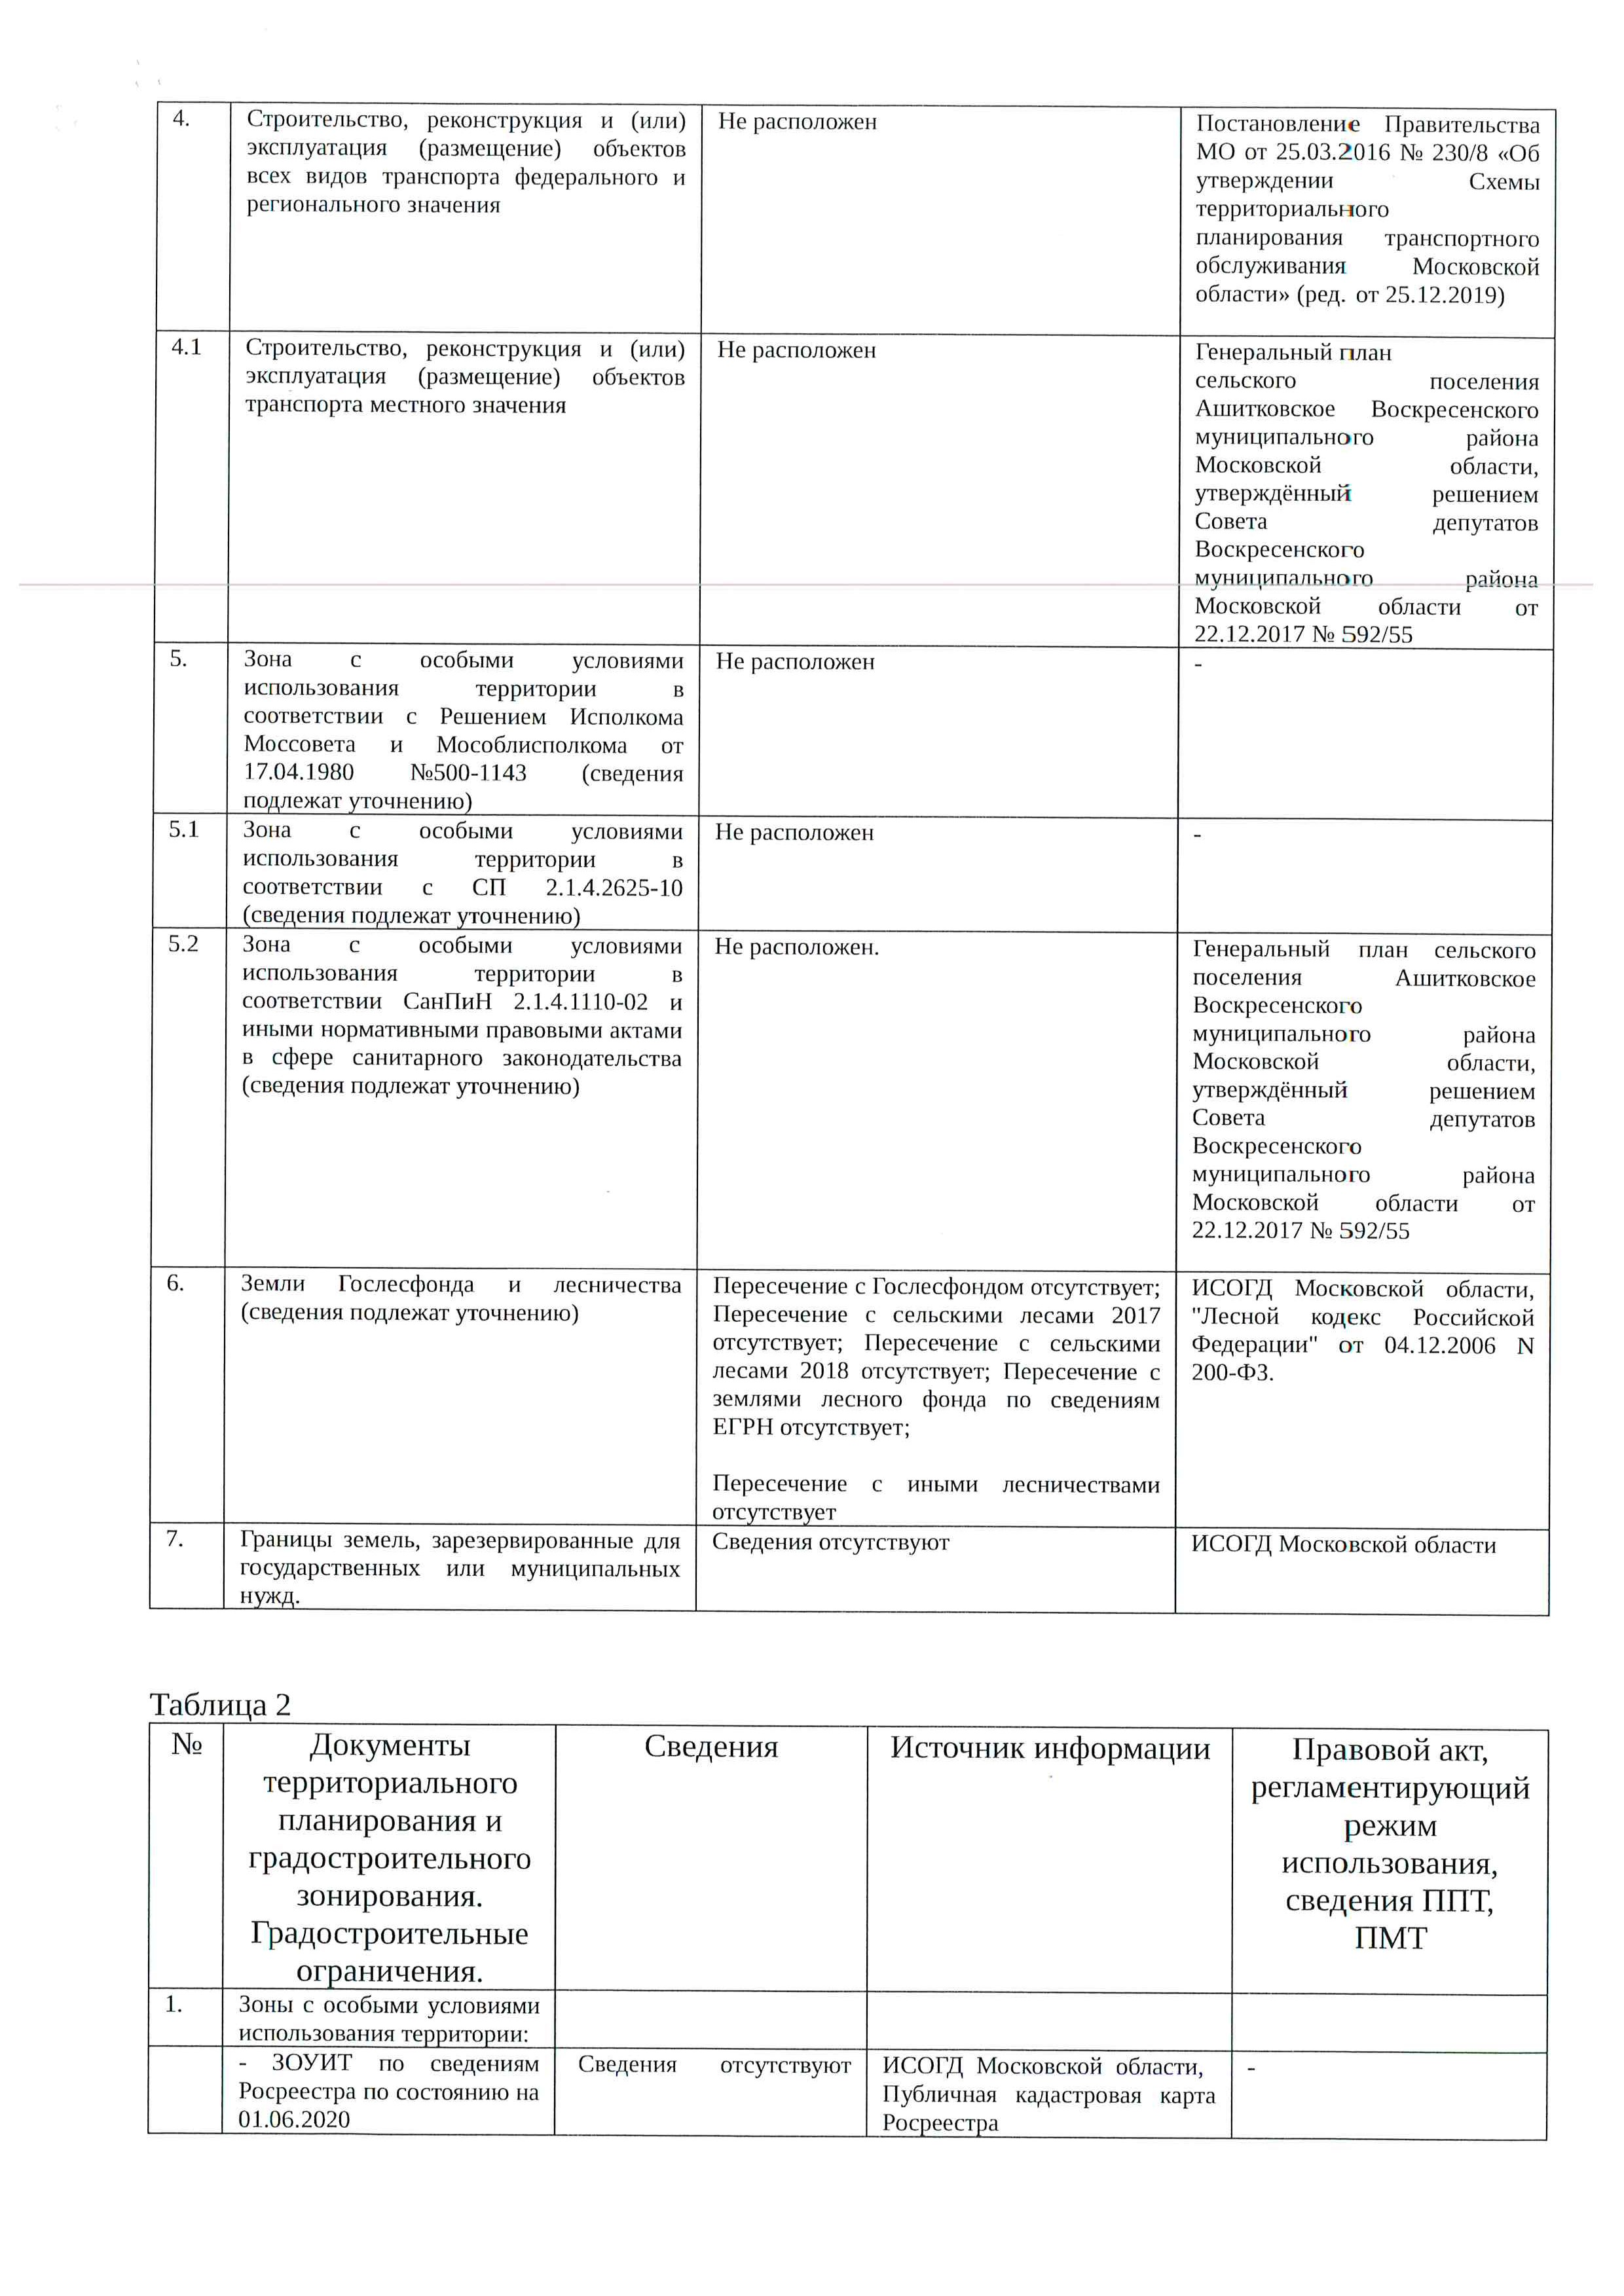 4.
Строительство, реконструкция и (или)
эксплуатация (размещение) объектов
всех видов транспорта федерального и
регионального значения
Не расположен
Постановление Правительства
МО от 25.03.2016 № 230/8 «Об
утверждении Схемы
территориального
планирования транспортного
обслуживания Московской
области» (ред. от 25.12.2019)
4.1
Строительство, реконструкция и (или)
эксплуатация (размещение) объектов
транспорта местного значения
Не расположен
Генеральный план
сельского поселения
Ашитковское Воскресенского
муниципального района
Московской области,
утверждённый решением
Совета депутатов
Воскресенского
муниципального района
Московской области от
22.12.2017 № 592/55
5.
Зона с особыми условиями
использования территории в
соответствии с Решением Исполкома
Моссовета и Мособлисполкома от
17.04.1980 №500-1143 (сведения
подлежат уточнению)
Не расположен
-
5.1
Зона с особыми условиями
использования территории в
соответствии с СП 2.1.4.2625-10
(сведения подлежат уточнению)
Не расположен
-
5.2
Зона с особыми условиями
использования территории в
соответствии СанПиН 2.1.4.1110-02 и
иными нормативными правовыми актами
в сфере санитарного законодательства
(сведения подлежат уточнению)
Не расположен.
Генеральный план сельского
поселения Ашитковское
Воскресенского
муниципального района
Московской области,
утверждённый решением
Совета депутатов
Воскресенского
муниципального района
Московской области от
22.12.2017 № 592/55
6.
Земли Гослесфонда и лесничества
(сведения подлежат уточнению)
Пересечение с Гослесфондом отсутствует;
Пересечение с сельскими лесами 2017
отсутствует; Пересечение с сельскими
лесами 2018 отсутствует; Пересечение с
землями лесного фонда по сведениям
ЕГРН отсутствует;
Пересечение с иными лесничествами
отсутствует
ИСОГД Московской области,
"Лесной кодекс Российской
Федерации" от 04.12.2006 N
200-ФЗ.
7.
Границы земель, зарезервированные для
государственных или муниципальных
нужд.
Сведения отсутствуют
ИСОГД Московской области
Таблица 2
№
Документы
территориального
планирования и
градостроительного
зонирования.
Градостроительные
ограничения.
Сведения
Источник информации
Правовой акт,
регламентирующий
режим
использования,
сведения ППТ,
ПМТ
1.
Зоны с особыми условиями
использования территории:
- ЗОУИТ по сведениям
Росреестра по состоянию на
01.06.2020
Сведения отсутствуют
ИСОГД Московской области,
Публичная кадастровая карта
Росреестра
-